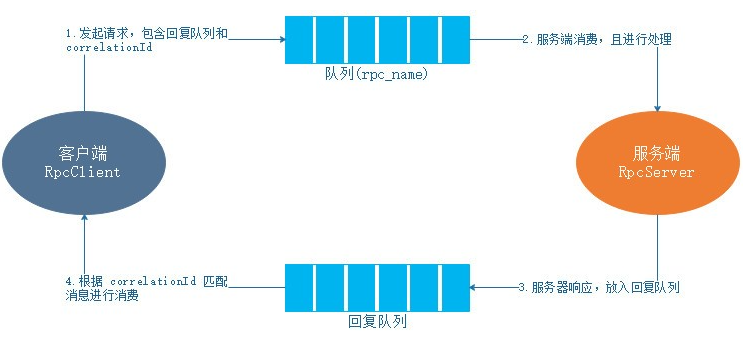 1.发起请求，包含回复队列和
correlationId
2.服务端消费，且进行处理
队列(rpc_name)
客户端
RpcClient
服务端
RpcServer
4.根据 correlationId 匹配
消息进行消费
3.服务器响应，放入回复队列
回复队列